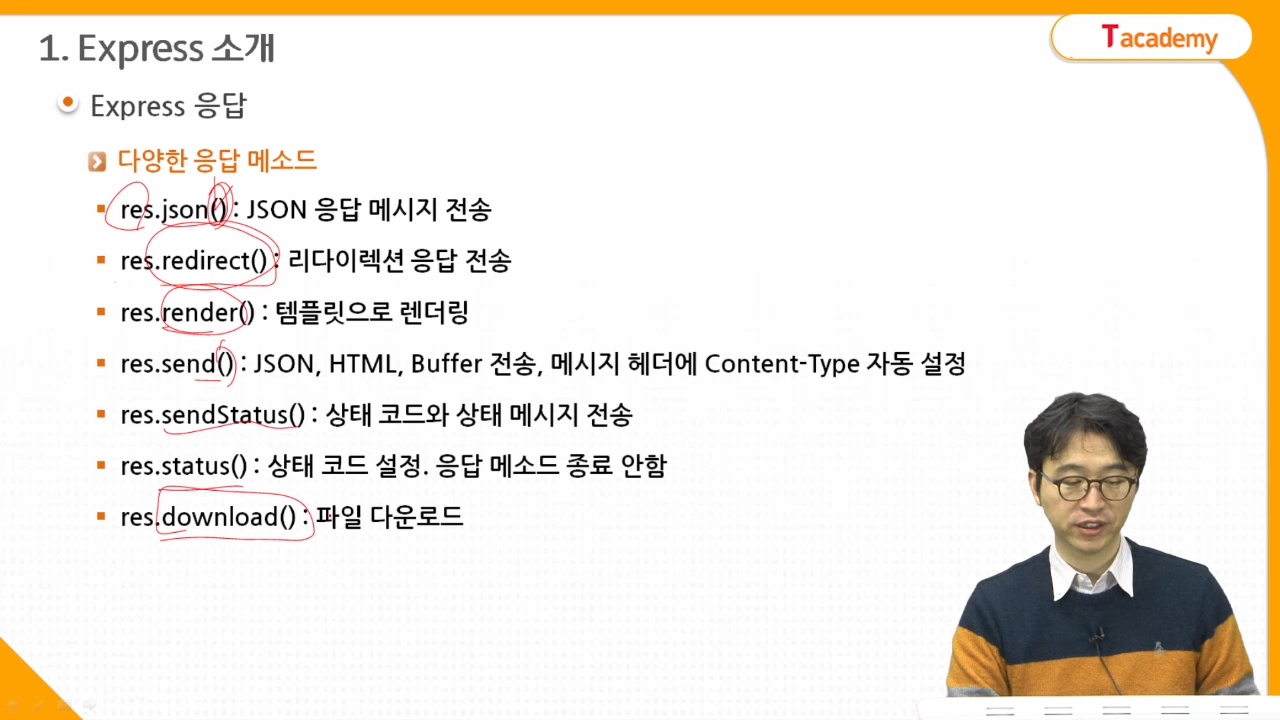 1. Express 소개
T academy
Express 응답
다양한 응답 메소드
res.json() : JSON 응답 메시지 전송
res.redirect() : 리다이렉션 응답 전송
res.render() : 템플릿으로 렌더링
res.send() : JSON, HTML, Buffer 전송, 메시지 헤더에 Content-Type 자동 설정
res.sendStatus() : 상태 코드와 상태 메시지 전송
res.status() : 상태 코드 설정. 응답 메소드 종료 안함
res.download() : 파일 다운로드